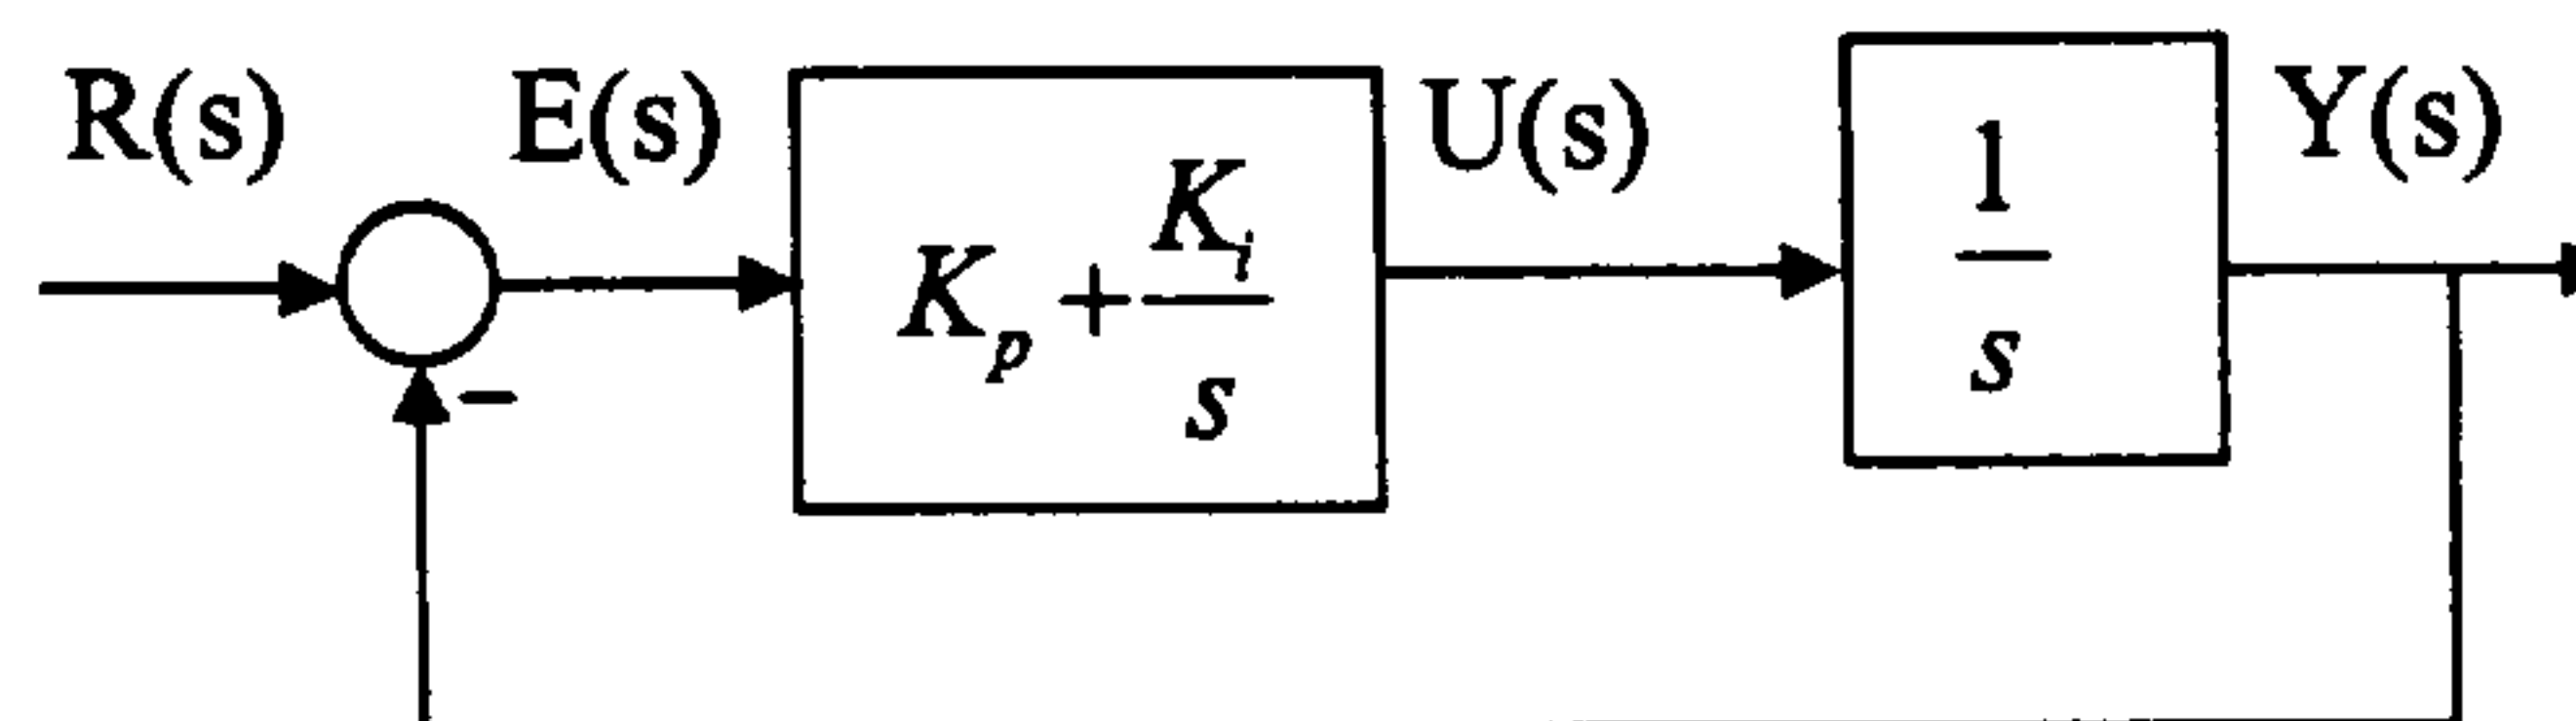 R(s)
E(s)
K_p + K_i/s
U(s)
1/s
Y(s)
−